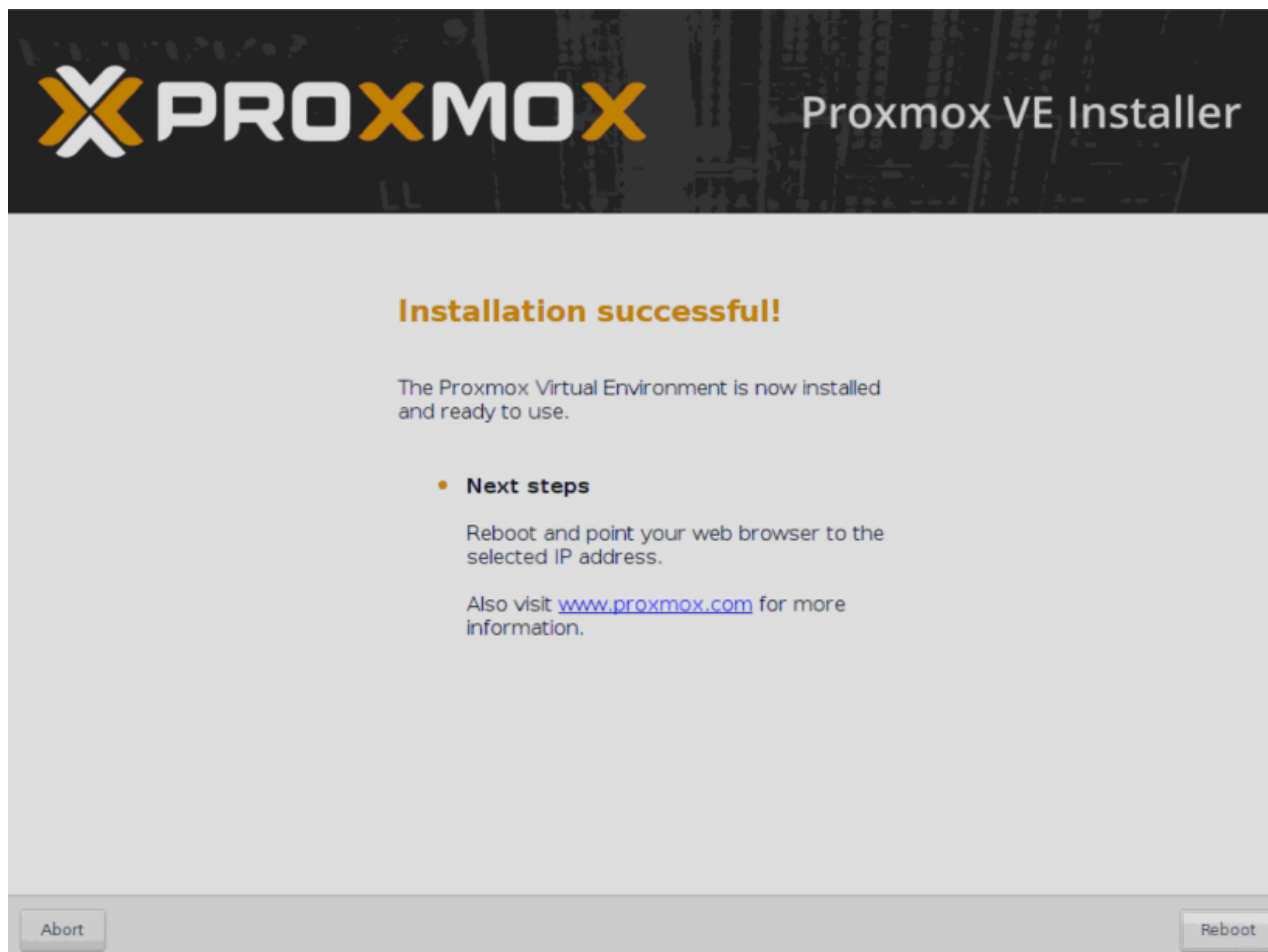 PROXMOX
Proxmox VE Installer
Installation successful!
The Proxmox Virtual Environment is now installed
and ready to use.
Next steps
Reboot and point your web browser to the
selected IP address.
Also visit www.proxmox.com for more
information.
Abort
Reboot